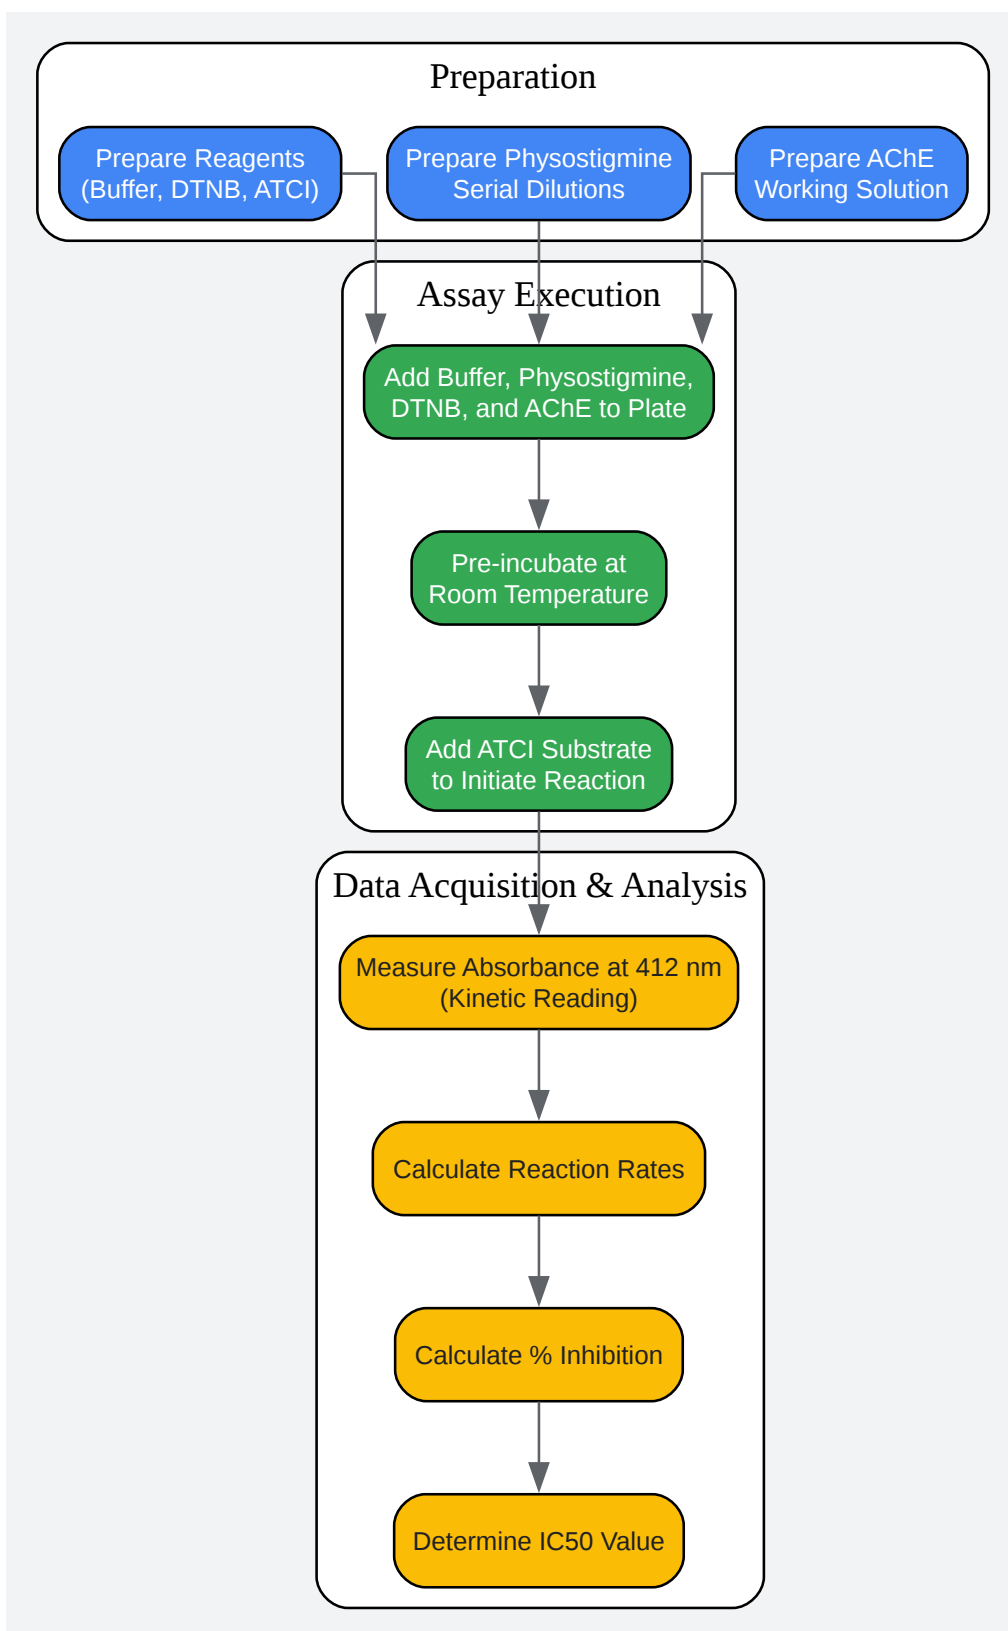 Preparation
Prepare Reagents
(Buffer, DTNB, ATCI)
Prepare Physostigmine
Serial Dilutions
Prepare AChE
Working Solution
Assay Execution
Add Buffer, Physostigmine,
DTNB, and AChE to Plate
Pre-incubate at
Room Temperature
Add ATCI Substrate
to Initiate Reaction
Data Acquisition & Analysis
Measure Absorbance at 412 nm
(Kinetic Reading)
Calculate Reaction Rates
Calculate % Inhibition
Determine IC50 Value